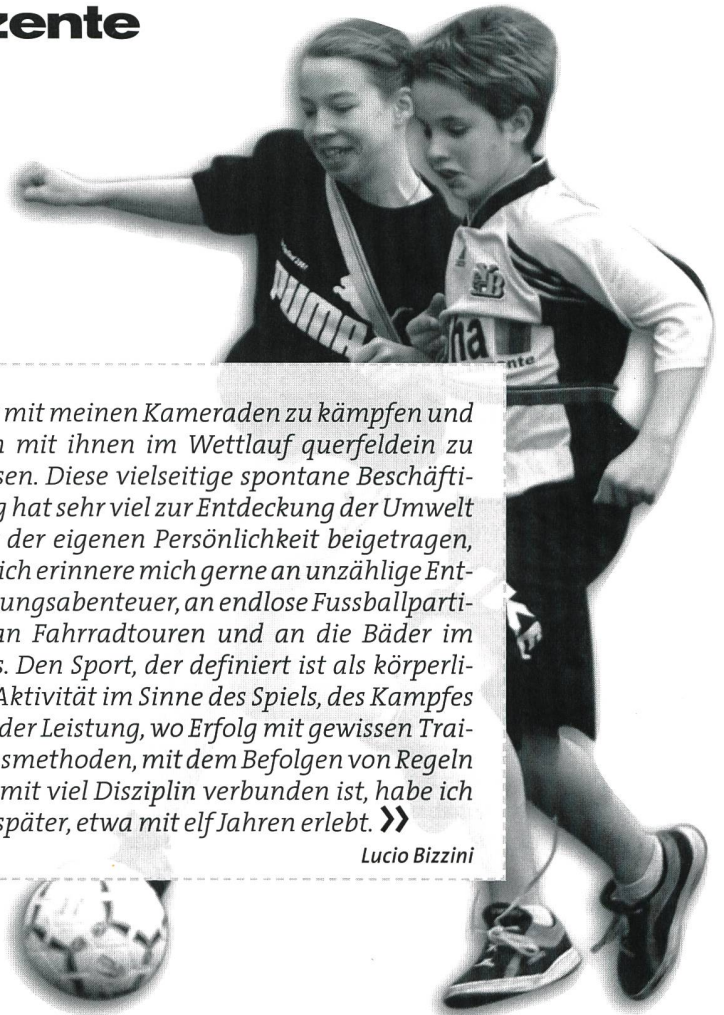 zente
PUMA
YB
ha
nte
mit meinen Kameraden zu kämpfen und
mit ihnen im Wettlauf querfeldein zu
sen. Diese vielseitige spontane Beschäfti-
g hat sehr viel zur Entdeckung der Umwelt
der eigenen Persönlichkeit beigetragen,
ich erinnere mich gerne an unzählige Ent-
ungsabenteuer, an endlose Fussballparti-
an Fahrradtouren und an die Bäder im
s. Den Sport, der definiert ist als körperli-
Aktivität im Sinne des Spiels, des Kampfes
der Leistung, wo Erfolg mit gewissen Trai-
smethoden, mit dem Befolgen von Regeln
mit viel Disziplin verbunden ist, habe ich
später, etwa mit elf Jahren erlebt. »
Lucio Bizzini